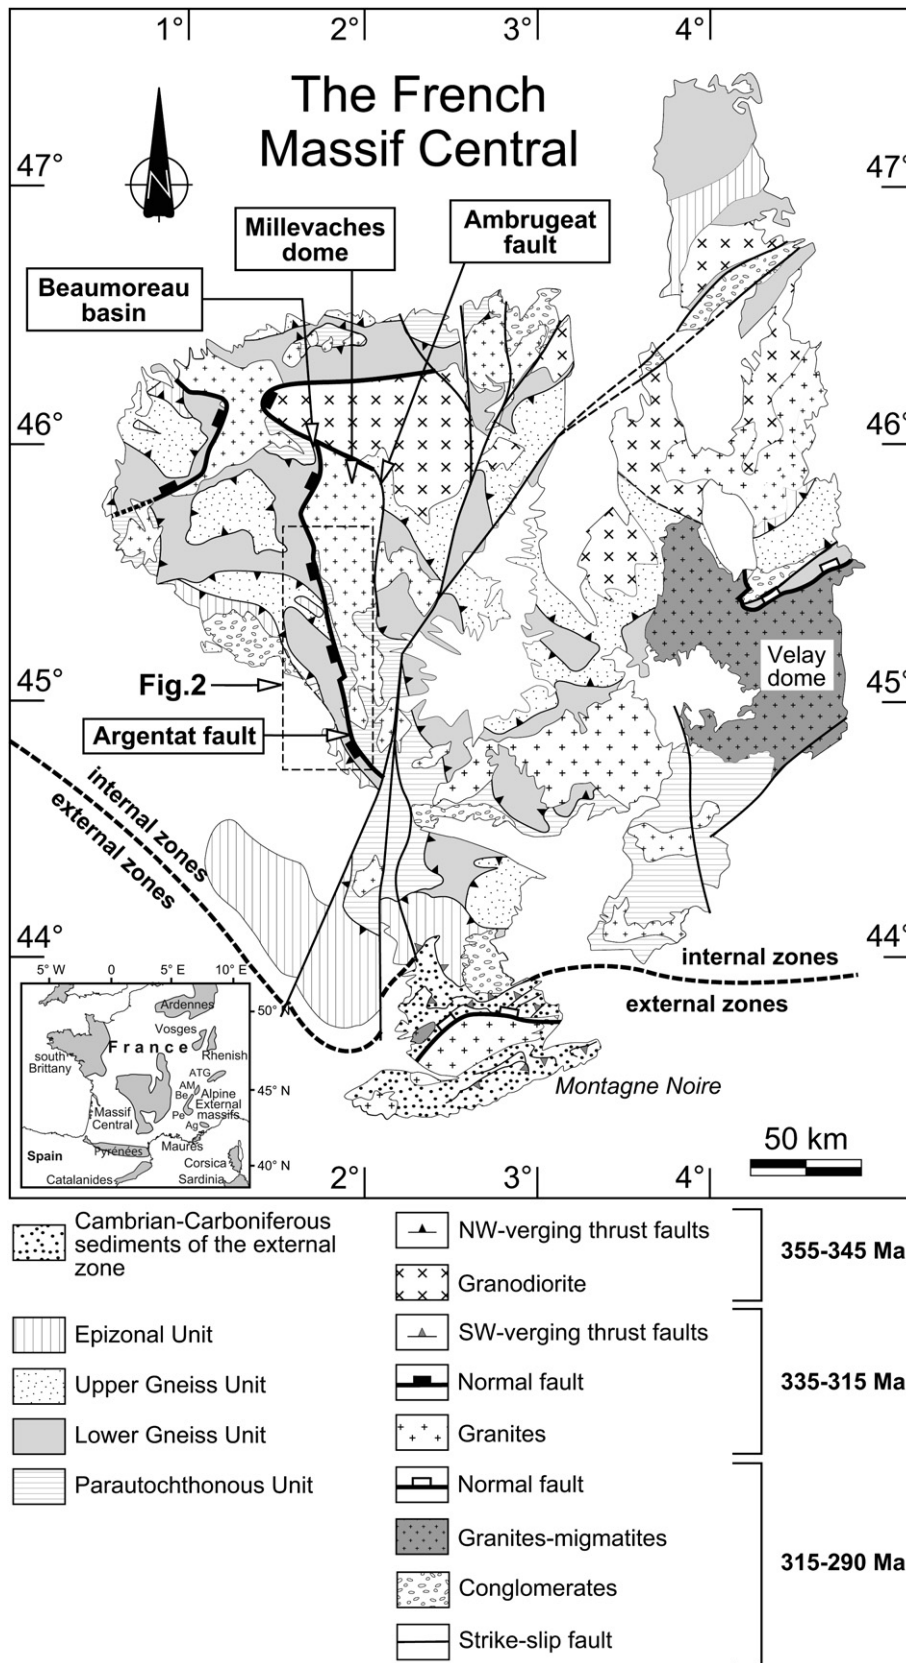 1°
2°
3°
4°
The French
Massif Central
47°
47°
N
Millevaches
dome
Ambrugeat
fault
Beaumoreau
basin
46°
46°
Velay
dome
45°
45°
Fig.2
Argentat fault
internal zones
external zones
44°
44°
internal zones
external zones
Montagne Noire
5° W
0
5° E
10° E
Ardennes
50° N
Vosges
France
Rhenish
south
Brittany
ATG
AM
Be
Alpine
External
massifs
45° N
Pe
Massif
Central
Ag
Pyrénées
Maures
Spain
Corsica
40° N
Catalanides
Sardinia
2°
3°
4°
50 km
Cambrian-Carboniferous
sediments of the external
zone
Epizonal Unit
Upper Gneiss Unit
Lower Gneiss Unit
Parautochthonous Unit
NW-verging thrust faults
Granodiorite
355-345 Ma
SW-verging thrust faults
Normal fault
Granites
335-315 Ma
Normal fault
Granites-migmatites
Conglomerates
Strike-slip fault
315-290 Ma